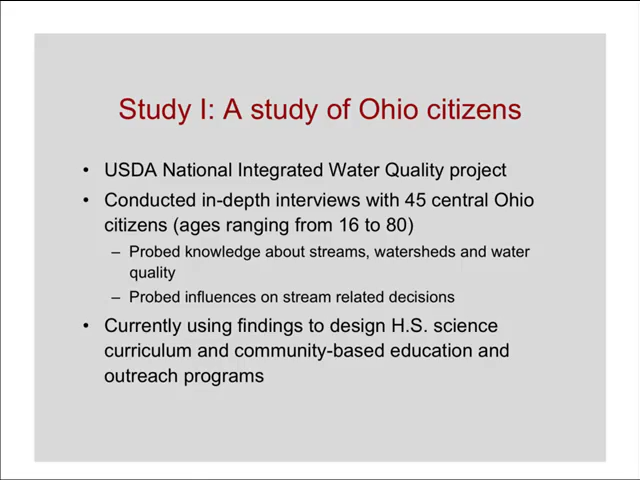 Study I: A study of Ohio citizens
• USDA National Integrated Water Quality project
• Conducted in-depth interviews with 45 central Ohio
citizens (ages ranging from 16 to 80)
– Probed knowledge about streams, watersheds and water
quality
– Probed influences on stream related decisions
• Currently using findings to design H.S. science
curriculum and community-based education and
outreach programs